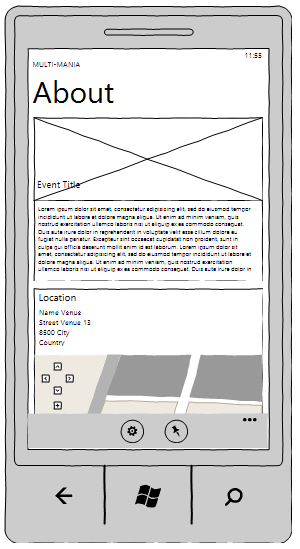 11:55
MULTI-MANIA
About
Event Title
Lorem ipsum dolor sit amet, consectetur adipisicing elit, sed do eiusmod tempor
incididunt ut labore et dolore magna aliqua. Ut enim ad minim veniam, quis
nostrud exercitation ullamco laboris nisi ut aliquip ex ea commodo consequat.
Duis aute irure dolor in reprehenderit in voluptate velit esse cillum dolore eu
fugiat nulla pariatur. Excepteur sint occaecat cupidatat non proident, sunt in
culpa qui officia deserunt mollit anim id est laborum. Lorem ipsum dolor sit
amet, consectetur adipisicing elit, sed do eiusmod tempor incididunt ut labore et
dolore magna aliqua. Ut enim ad minim veniam, quis nostrud exercitation
ullamco laboris nisi ut aliquip ex ea commodo consequat. Duis aute irure dolor in
Location
Name Venue
Street Venue 13
8500 City
Country